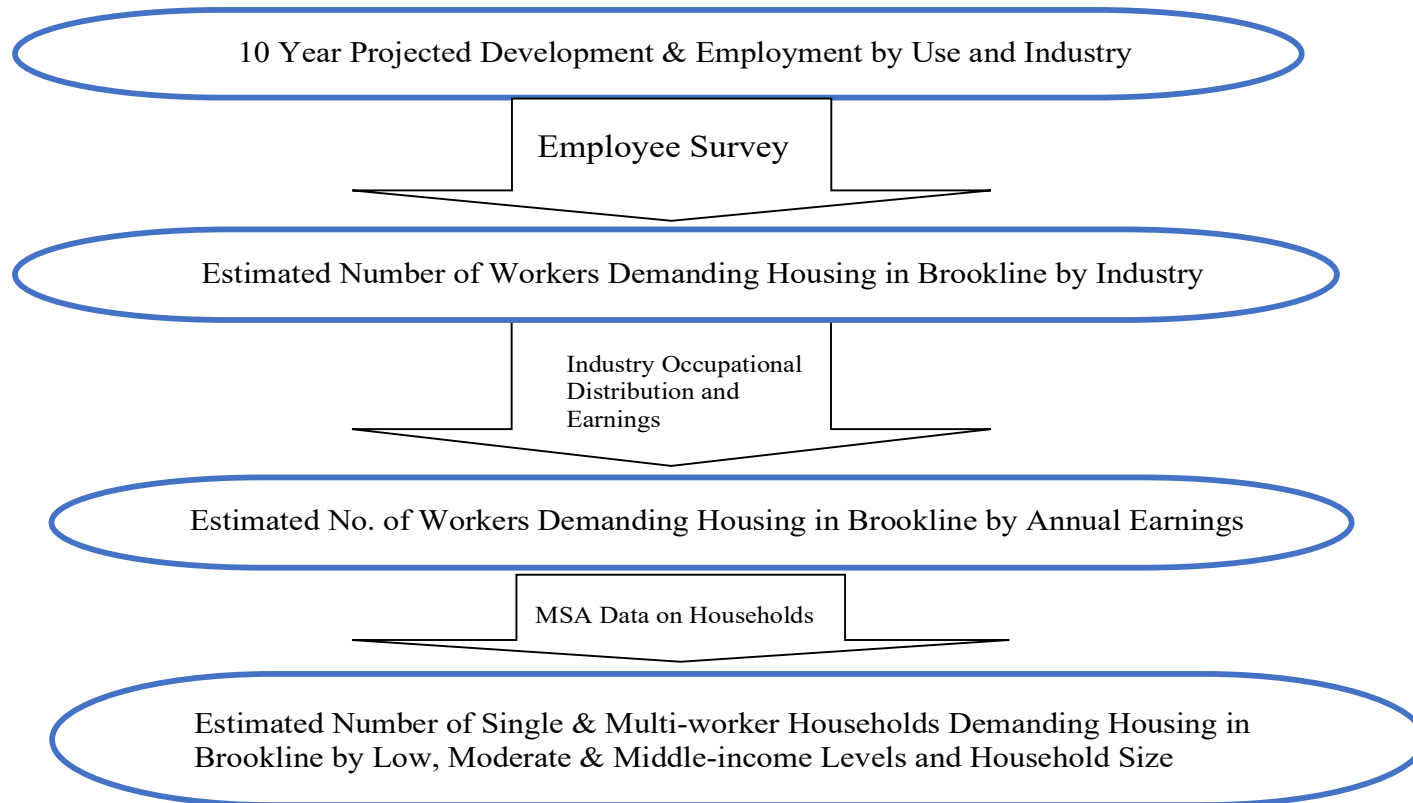 10 Year Projected Development & Employment by Use and Industry
Employee Survey
Estimated Number of Workers Demanding Housing in Brookline by Industry
Industry Occupational
Distribution and
Earnings
Estimated No. of Workers Demanding Housing in Brookline by Annual Earnings
MSA Data on Households
Estimated Number of Single & Multi-worker Households Demanding Housing in
Brookline by Low, Moderate & Middle-income Levels and Household Size